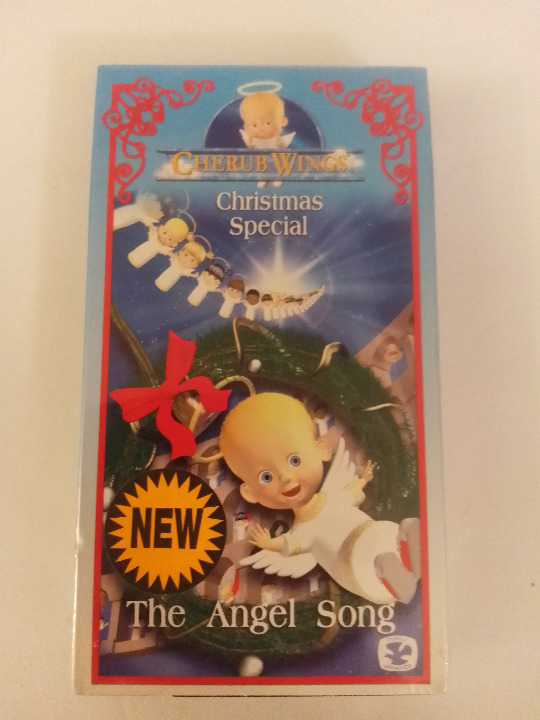 CHERUB WINGS
Christmas
Special
NEW
The Angel Song